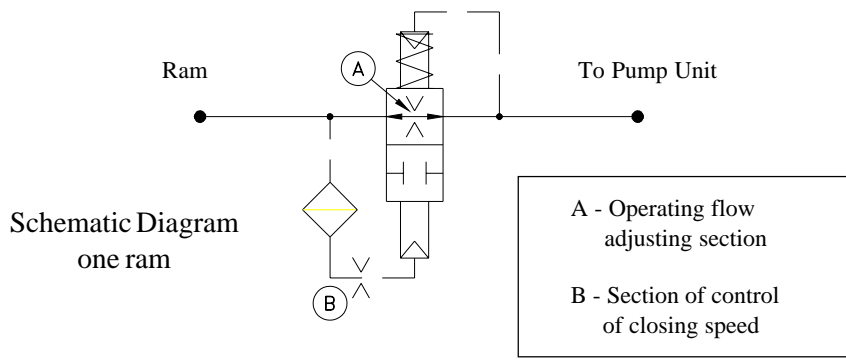 Ram
A
To Pump Unit
Schematic Diagram
one ram
B
A - Operating flow
adjusting section
B - Section of control
of closing speed